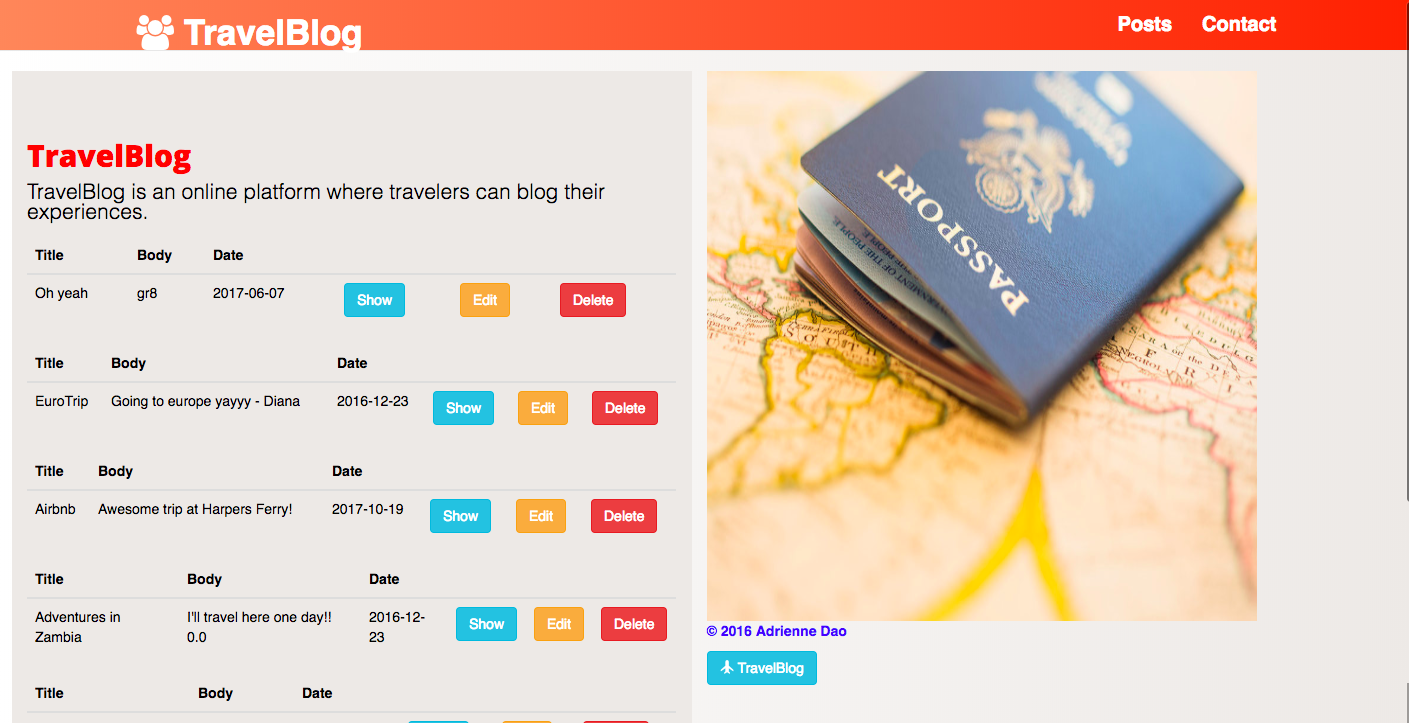 TravelBlog
Posts Contact
TravelBlog
TravelBlog is an online platform where travelers can blog their
experiences.
Title Body Date
Oh yeah gr8 2017-06-07 Show Edit Delete
Title Body Date
EuroTrip Going to europe yayyy - Diana 2016-12-23 Show Edit Delete
Title Body Date
Airbnb Awesome trip at Harpers Ferry! 2017-10-19 Show Edit Delete
Title Body Date
Adventures in I'll travel here one day!! 2016-12- Show Edit Delete
Zambia 0.0 23
Title Body Date
PASSPORT
SOUTH
© 2016 Adrienne Dao
TravelBlog